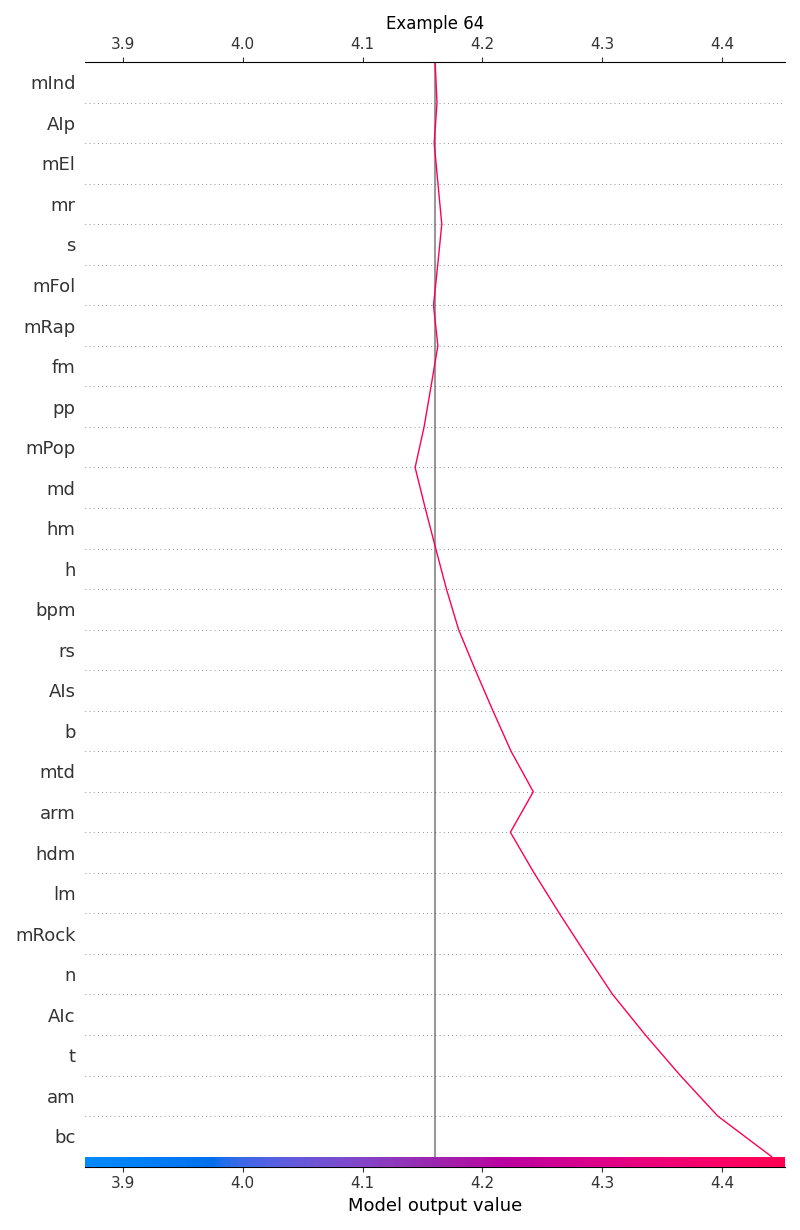 Example 64
3.9 4.0 4.1 4.2 4.3 4.4
mInd
AIp
mEl
mr
s
mFol
mRap
fm
pp
mPop
md
hm
h
bpm
rs
AIs
b
mtd
arm
hdm
lm
mRock
n
AIc
t
am
bc
3.9 4.0 4.1 4.2 4.3 4.4
Model output value